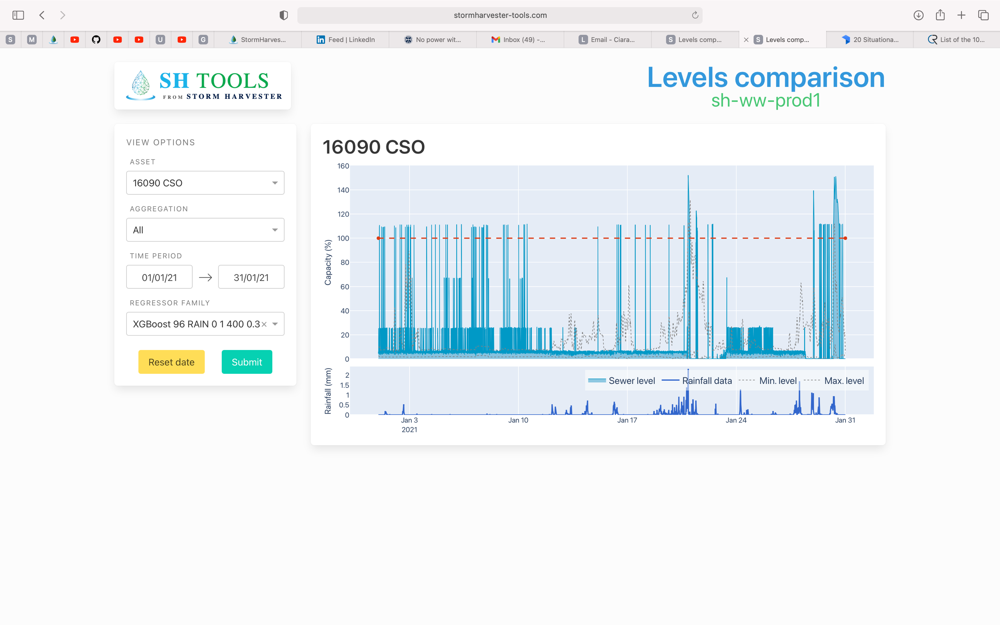 stormharvester-tools.com
S M U G StormHarves... Feed | LinkedIn No power wit... Inbox (49) -... L Email - Ciara... S Levels comp... S Levels comp... 20 Situationa... List of the 10...
SH TOOLS
FROM STORM HARVESTER
Levels comparison
sh-ww-prod1
VIEW OPTIONS
ASSET
16090 CSO
AGGREGATION
All
TIME PERIOD
01/01/21 → 31/01/21
REGRESSOR FAMILY
XGBoost 96 RAIN 0 1 400 0.3×
Reset date Submit
16090 CSO
160
140
120
100
80
60
40
20
0
Capacity (%)
2
1.5
1
0.5
0
Rainfall (mm)
Sewer level Rainfall data Min. level Max. level
Jan 3 Jan 10 Jan 17 Jan 24 Jan 31
2021